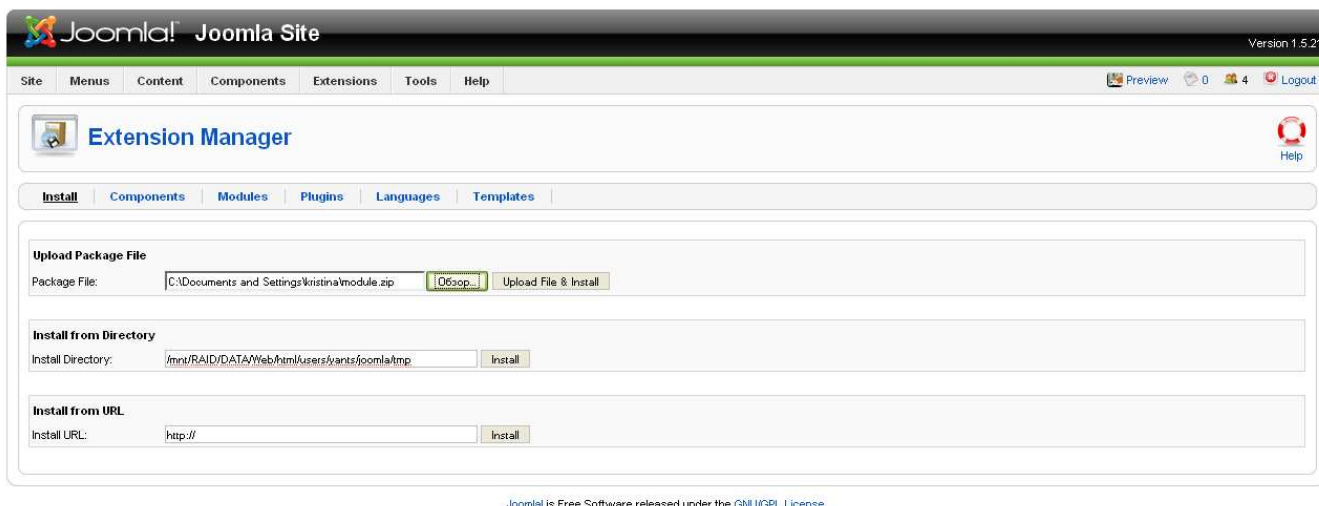 Joomla! Joomla Site
Version 1.5.21
Site Menus Content Components Extensions Tools Help Preview 0 4 Logout
Extension Manager
Help
Install Components Modules Plugins Languages Templates
Upload Package File
Package File: C:\Documents and Settings\kristina\module.zip Обзор... Upload File & Install
Install from Directory
Install Directory: /mnt/RAID/DATA/Web/html/users/yants/joomla/tmp Install
Install from URL
Install URL: http:// Install
Joomla! is Free Software released under the GNU/GPL License.